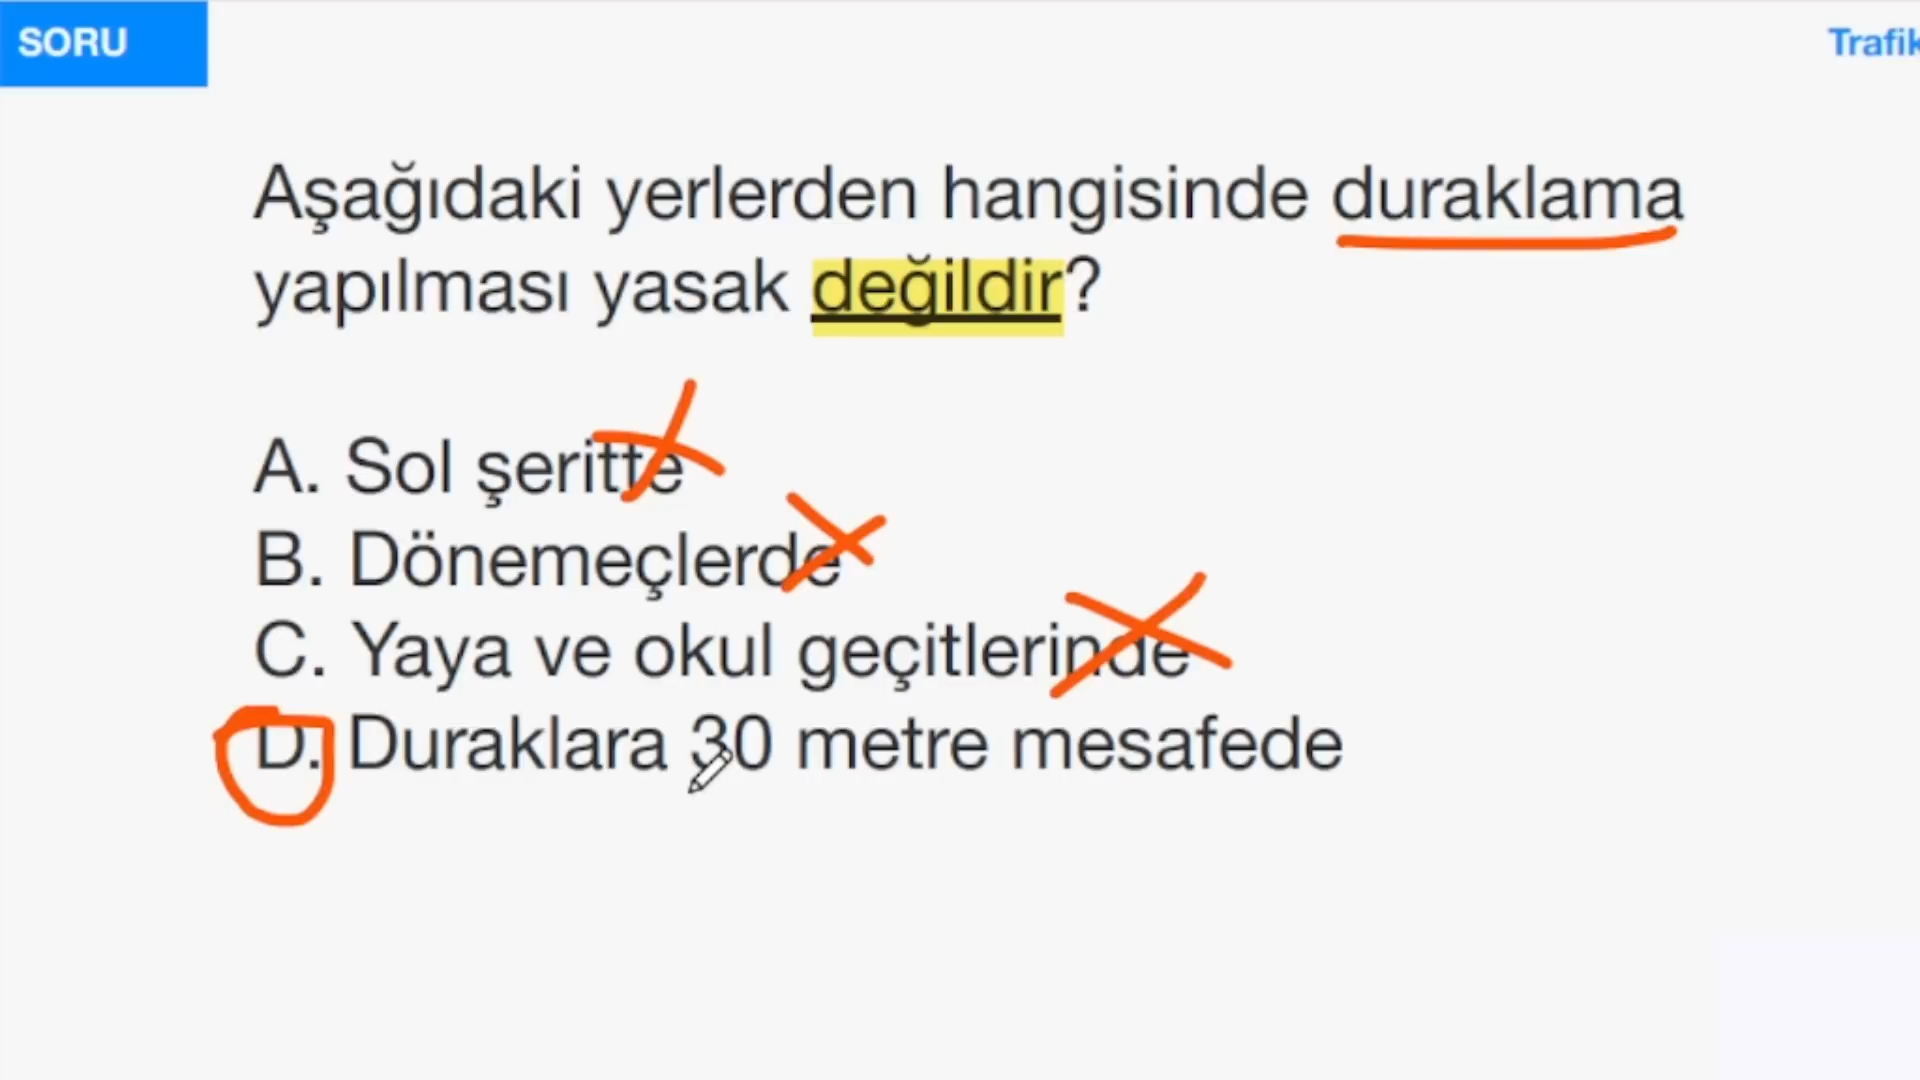 SORU
Trafik
Aşağıdaki yerlerden hangisinde duraklama
yapılması yasak değildir?
A. Sol şeritte
B. Dönemeçlerde
C. Yaya ve okul geçitlerinde
D. Duraklara 30 metre mesafede